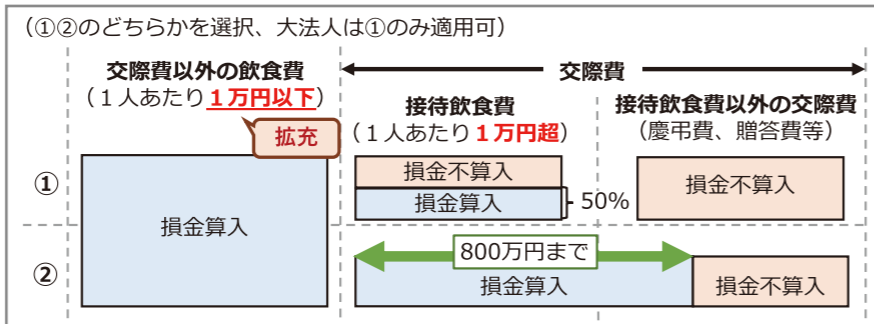 (①②のどちらかを選択、大法人は①のみ適用可)
交際費以外の飲食費
(1人あたり1万円以下)
拡充
交際費
接待飲食費
(1人あたり1万円超)
接待飲食費以外の交際費
(慶弔費、贈答費等)
①
損金算入
損金不算入
損金算入
50%
損金不算入
②
800万円まで
損金算入
損金不算入